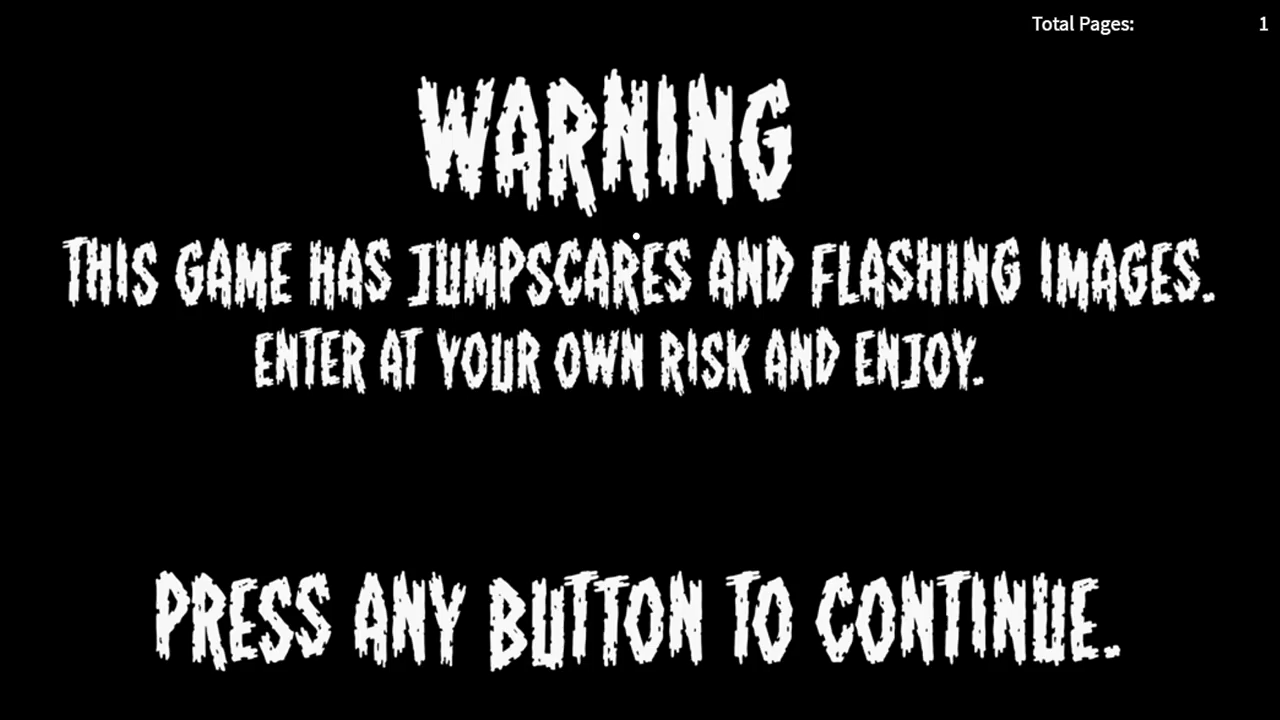 Total Pages: 1
WARNING
THIS GAME HAS JUMPSCARES AND FLASHING IMAGES.
ENTER AT YOUR OWN RISK AND ENJOY.
PRESS ANY BUTTON TO CONTINUE.